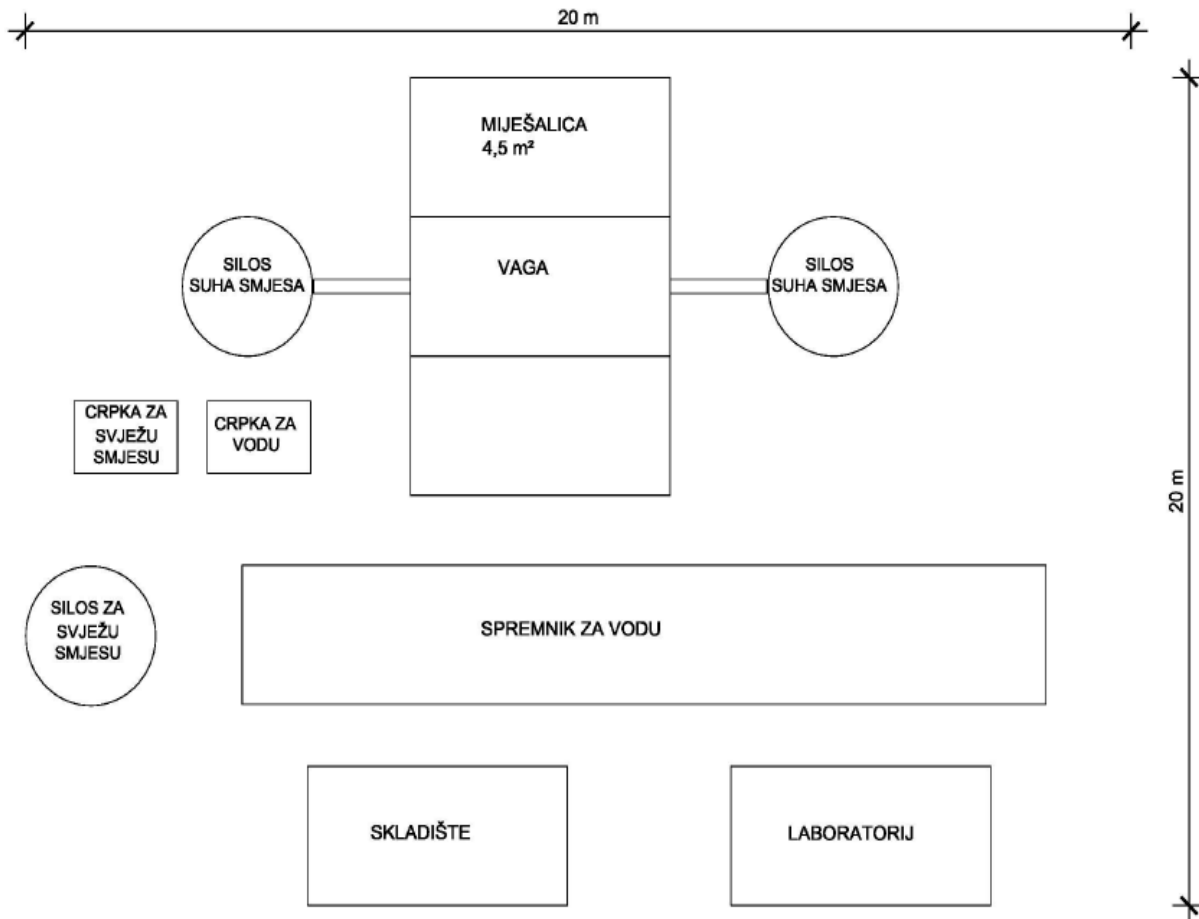 20 m
MIJEŠALICA
4,5 m²
SILOS
SUHA SMJESA
VAGA
SILOS
SUHA SMJESA
CRPKA ZA
SVJEŽU
SMJESU
CRPKA ZA
VODU
20 m
SILOS ZA
SVJEŽU
SMJESU
SPREMNIK ZA VODU
SKLADIŠTE
LABORATORIJ